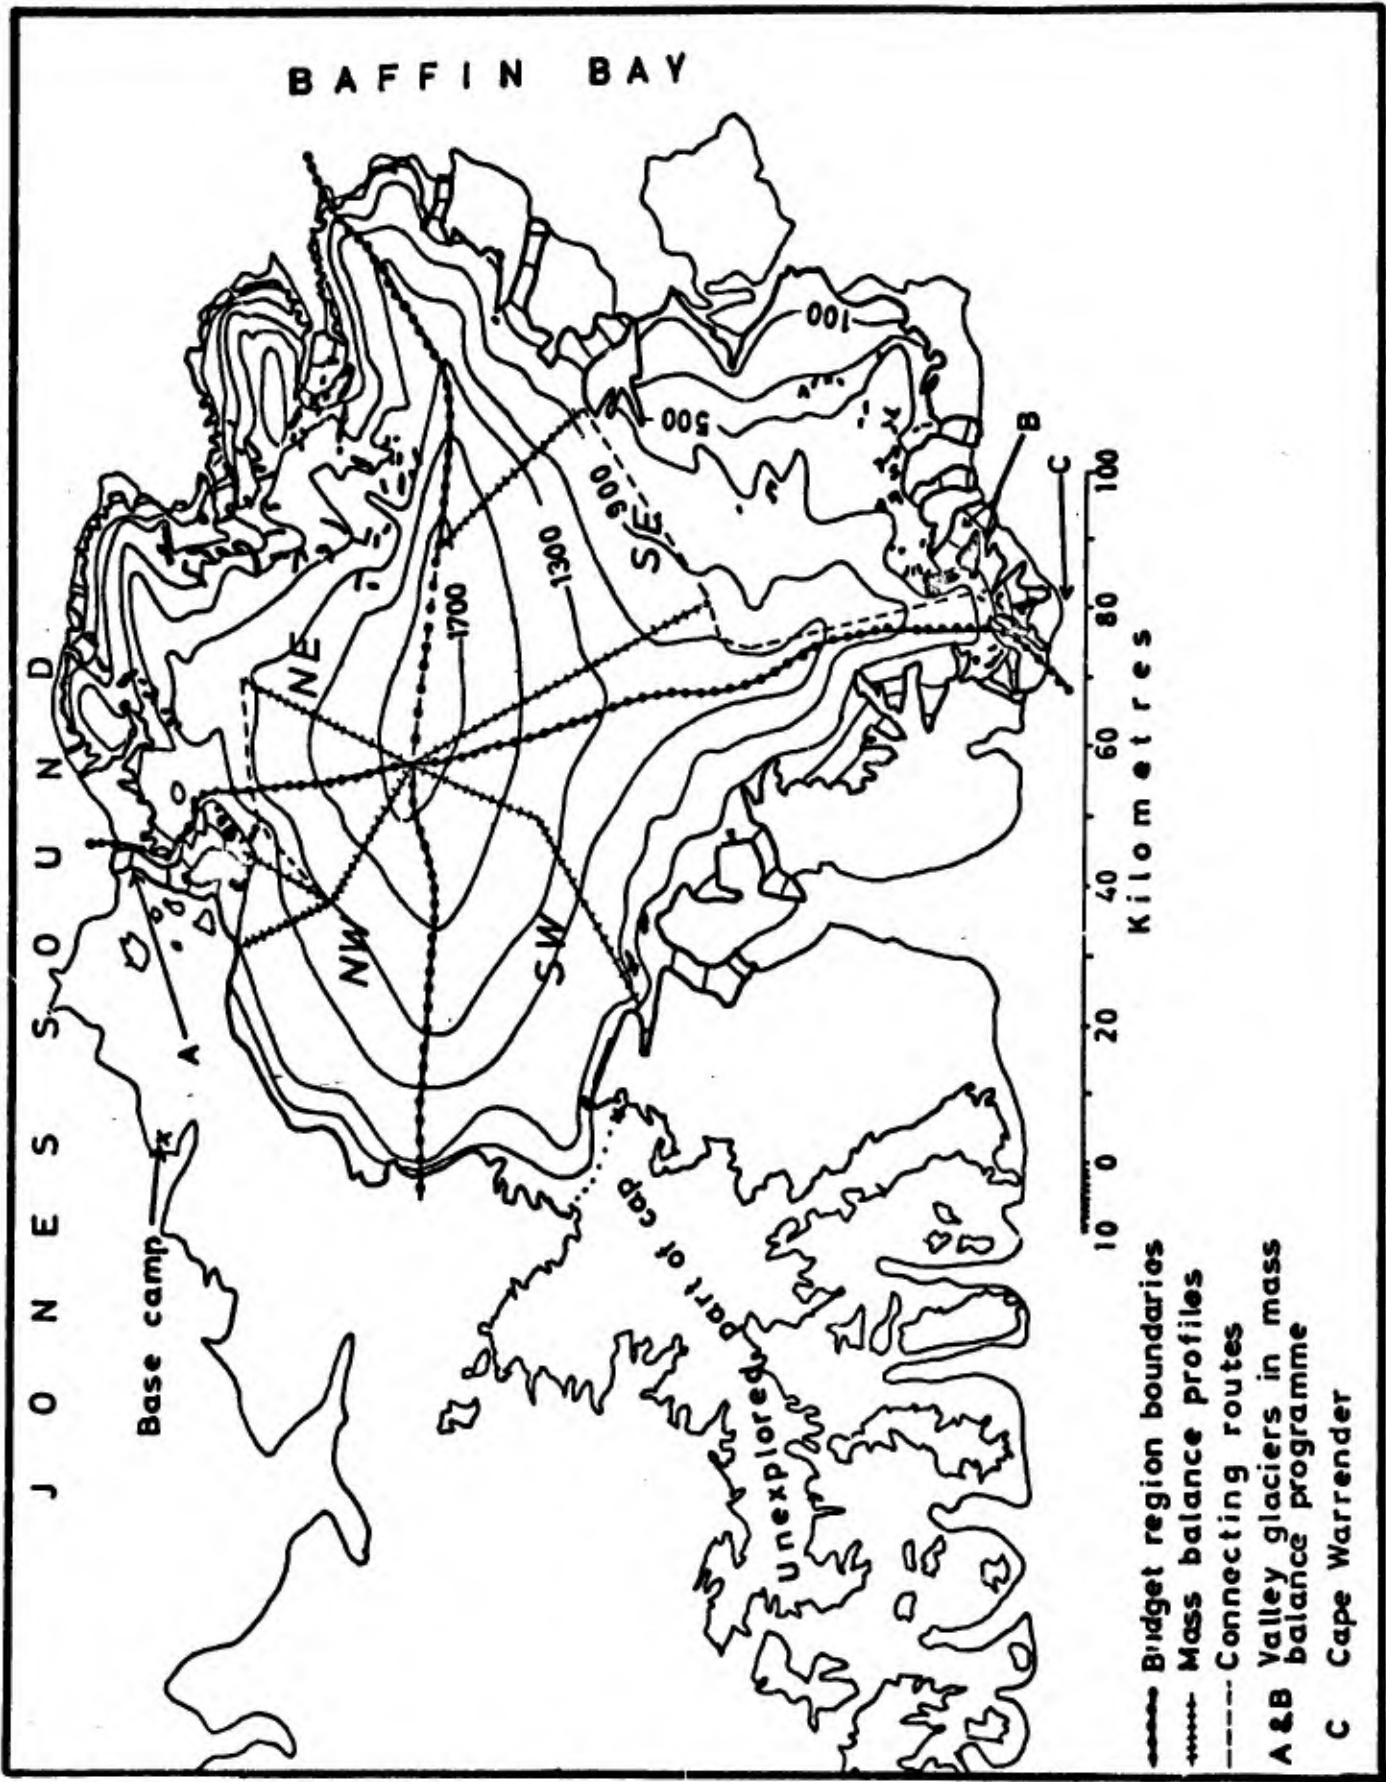 BAFFIN BAY
JONES SOUND
Base camp
A
NW
NE
SW
SE
1700
1300
900
500
100
Unexplored part of cap
B
C
10 0 20 40 60 80 100
Kilometres
Budget region boundaries
Mass balance profiles
Connecting routes
A & B Valley glaciers in mass
balance programme
C Cape Warrender